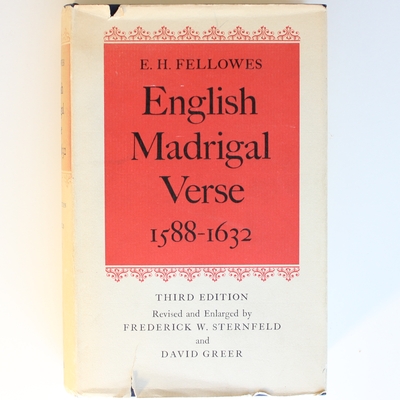 E. H. FELLOWES
English
Madrigal
Verse
1588-1632
THIRD EDITION
Revised and Enlarged by
FREDERICK W. STERNFELD
and
DAVID GREER